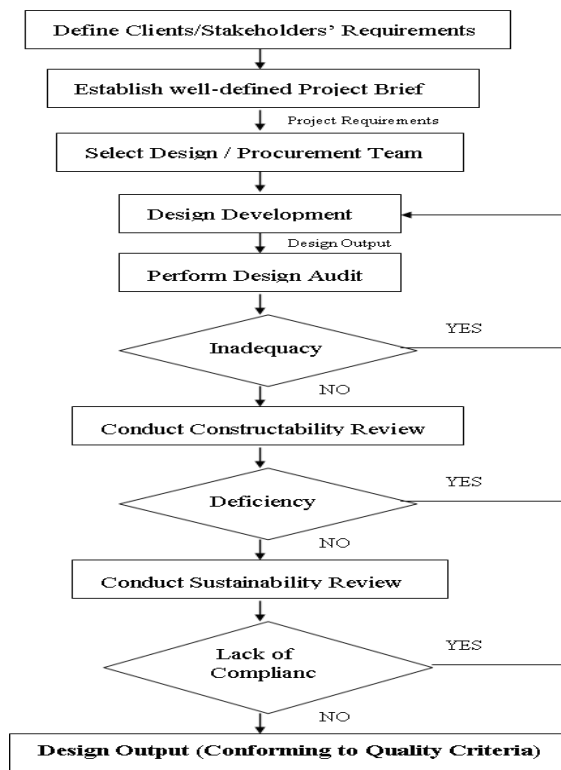 Define Clients/Stakeholders' Requirements
Establish well-defined Project Brief
Project Requirements
Select Design / Procurement Team
Design Development
Design Output
Perform Design Audit
Inadequacy
YES
NO
Conduct Constructability Review
Deficiency
YES
NO
Conduct Sustainability Review
Lack of
Complianc
YES
NO
Design Output (Conforming to Quality Criteria)